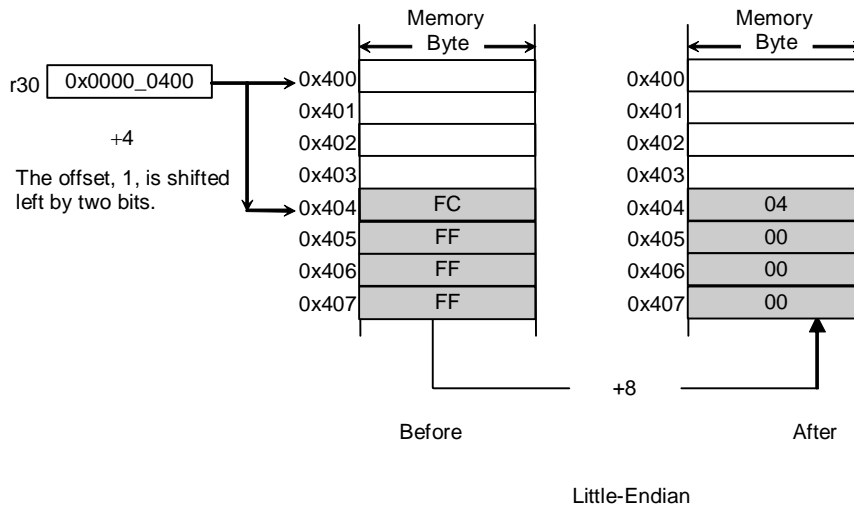 Memory Memory
Byte Byte
r30 0x0000_0400 0x400 0x400
0x401 0x401
+4 0x402 0x402
The offset, 1, is shifted 0x403 0x403
left by two bits. 0x404 FC 0x404 04
0x405 FF 0x405 00
0x406 FF 0x406 00
0x407 FF 0x407 00
+8
Before After
Little-Endian